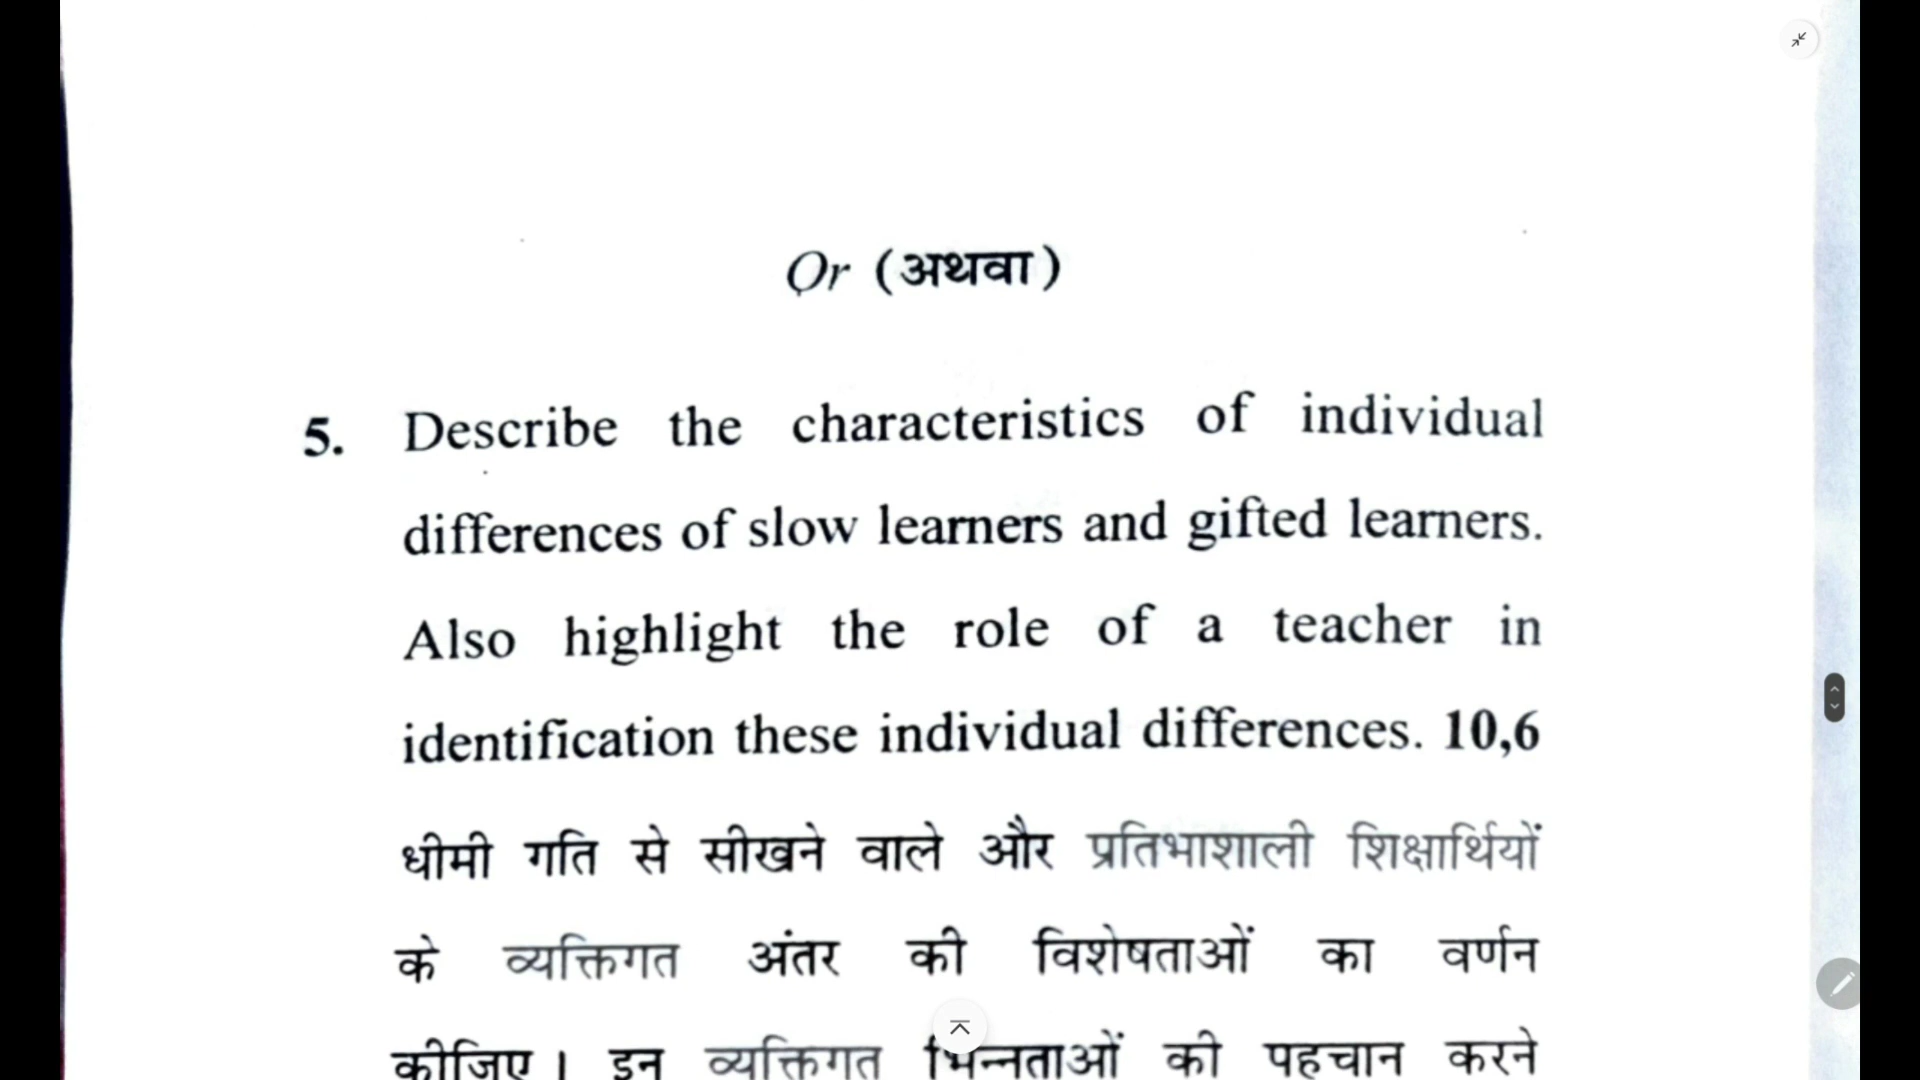 Or (अथवा)
5. Describe the characteristics of individual
differences of slow learners and gifted learners.
Also highlight the role of a teacher in
identification these individual differences. 10,6
धीमी गति से सीखने वाले और प्रतिभाशाली शिक्षार्थियों
के व्यक्तिगत अंतर की विशेषताओं का वर्णन
कीजिए। इन व्यक्तिगत भिन्नताओं की पहचान करने